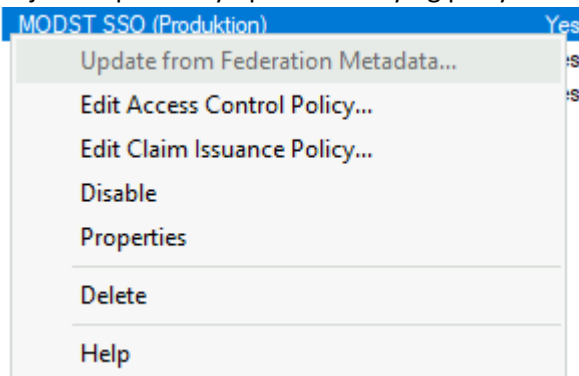 MODST SSO (Produktion) Yes
Update from Federation Metadata...
Edit Access Control Policy...
Edit Claim Issuance Policy...
Disable
Properties
Delete
Help